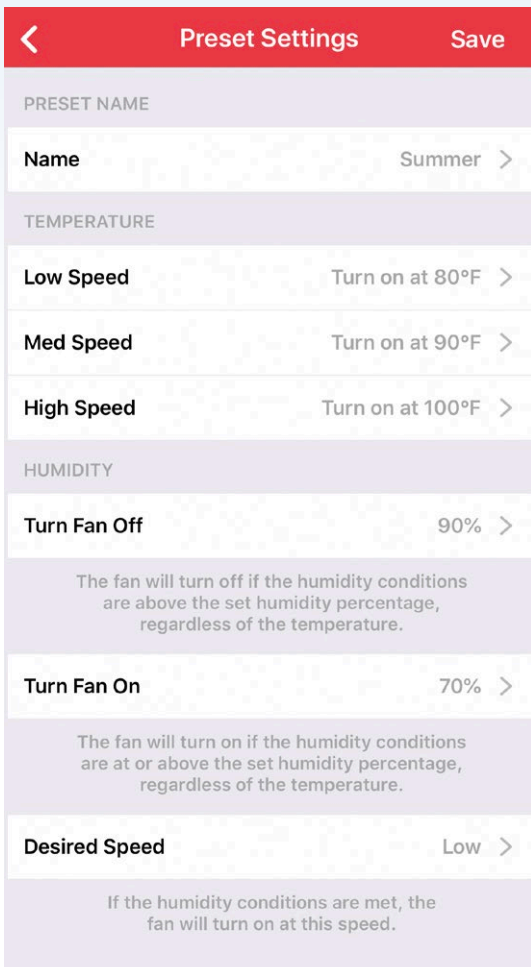 Preset Settings Save
PRESET NAME
Name Summer
TEMPERATURE
Low Speed Turn on at 80°F
Med Speed Turn on at 90°F
High Speed Turn on at 100°F
HUMIDITY
Turn Fan Off 90%
The fan will turn off if the humidity conditions
are above the set humidity percentage,
regardless of the temperature.
Turn Fan On 70%
The fan will turn on if the humidity conditions
are at or above the set humidity percentage,
regardless of the temperature.
Desired Speed Low
If the humidity conditions are met, the
fan will turn on at this speed.